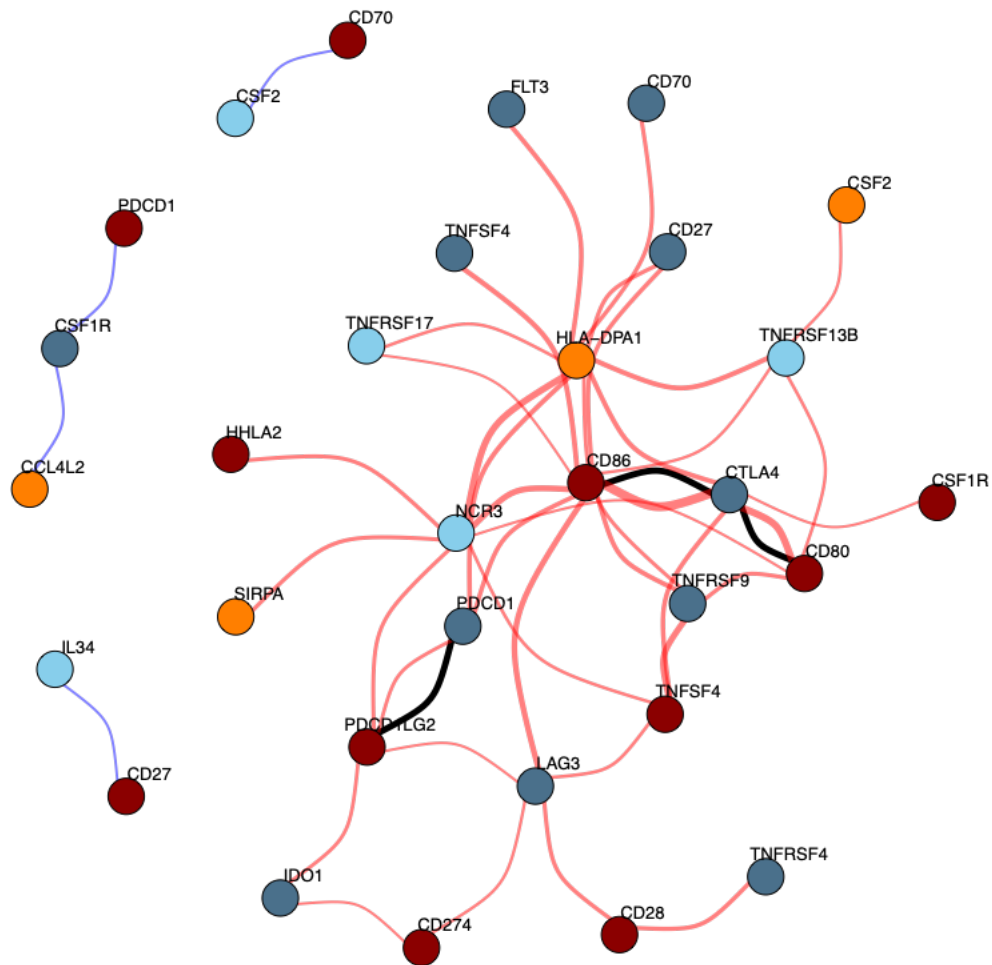 CD70
CSF2
FLT3
CD70
CSF2
PDCD1
TNFSF4
CD27
CSF1R
TNFRSF17
HLA-DPA1
TNFRSF13B
CCL4L2
HHLA2
CD86
CTLA4
CSF1R
NCR3
CD80
SIRPA
PDCD1
TNFRSF9
IL34
TNFSF4
PDCD1LG2
CD27
LAG3
TNFRSF4
IDO1
CD274
CD28